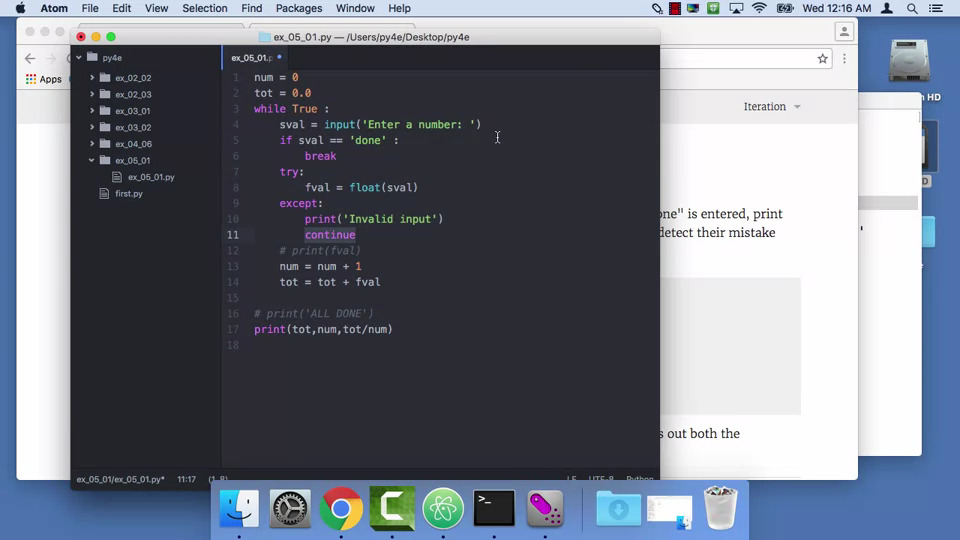 Atom File Edit View Selection Find Packages Window Help Wed 12:16 AM
ex_05_01.py — /Users/py4e/Desktop/py4e
py4e
ex_02_02
ex_02_03
ex_03_01
ex_03_02
ex_04_06
ex_05_01
ex_05_01.py
first.py
ex_05_01.p
1 num = 0
2 tot = 0.0
3 while True :
4 sval = input('Enter a number: ')
5 if sval == 'done' :
6 break
7 try:
8 fval = float(sval)
9 except:
10 print('Invalid input')
11 continue
12 # print(fval)
13 num = num + 1
14 tot = tot + fval
15
16 # print('ALL DONE')
17 print(tot,num,tot/num)
18
ex_05_01/ex_05_01.py* 11:17 (1, 8) LF UTF-8 Python
Apps
Iteration
one" is entered, print
detect their mistake
s out both the
HD
D